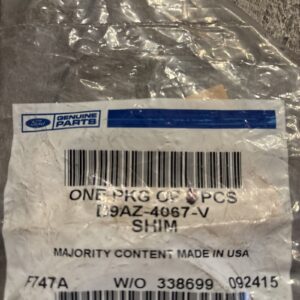 Ford
GENUINE
PARTS
ONE PKG OF PCS
D9AZ-4067-V
SHIM
MAJORITY CONTENT MADE IN USA
F747A W/O 338699 092415